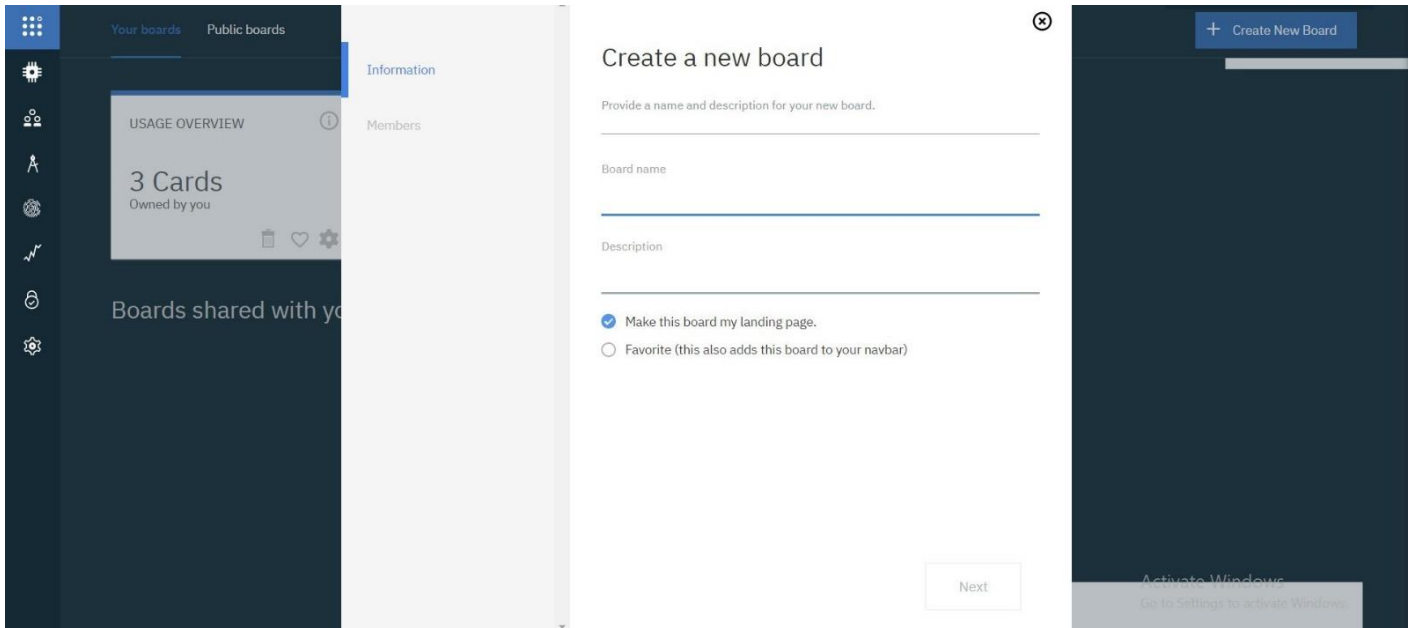 Your boards Public boards
USAGE OVERVIEW
3 Cards
Owned by you
Boards shared with yo
Information
Members
Create a new board
Provide a name and description for your new board.
Board name
Description
Make this board my landing page.
Favorite (this also adds this board to your navbar)
Next
+ Create New Board
Activate Windows
Go to Settings to activate Windows.